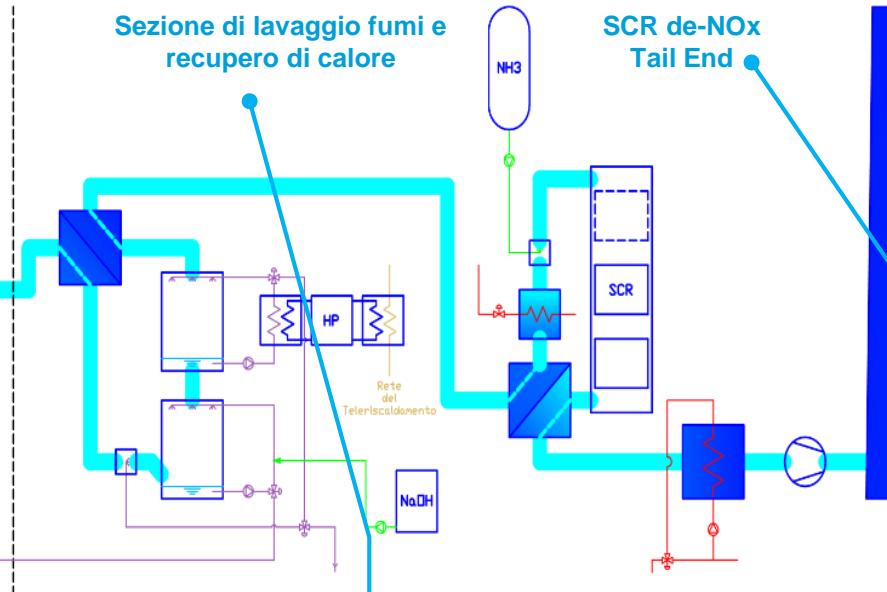 Sezione di lavaggio fumi e
recupero di calore
SCR de-NOx
Tail End
NH3
SCR
HP
Rete
del
Teleriscaldamento
NaOH